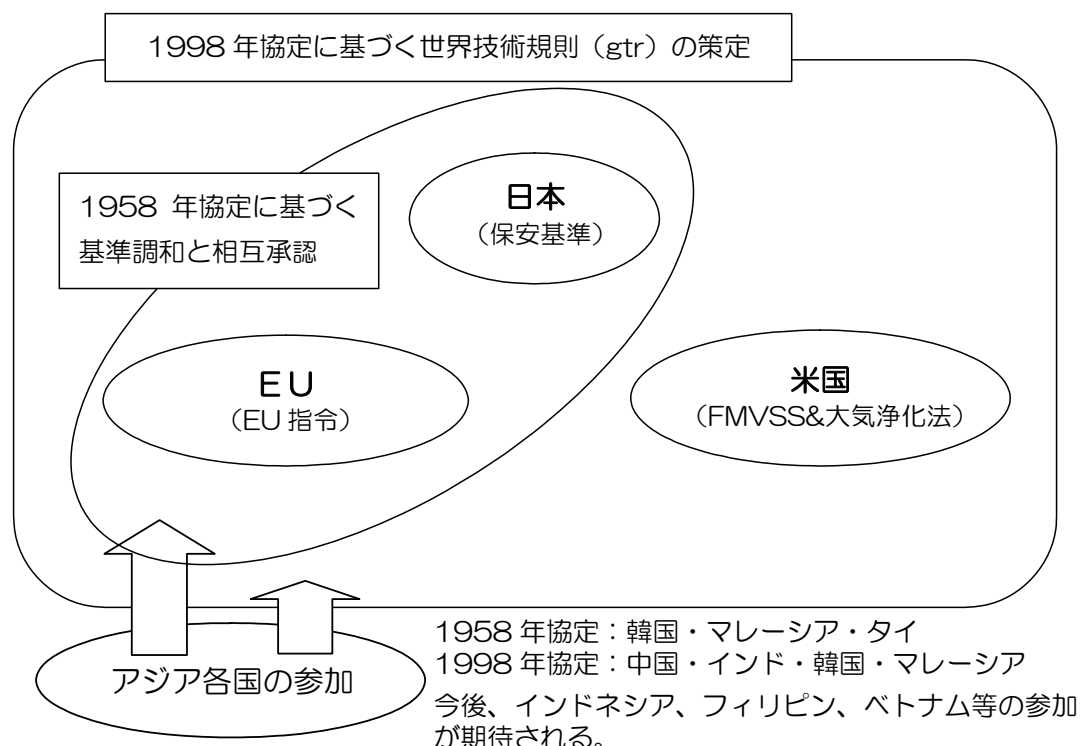 1998 年協定に基づく世界技術規則（gtr）の策定
1958 年協定に基づく
基準調和と相互承認
日本
（保安基準）
ＥＵ
（EU 指令）
米国
（FMVSS&大気浄化法）
アジア各国の参加
1958 年協定：韓国・マレーシア・タイ
1998 年協定：中国・インド・韓国・マレーシア
今後、インドネシア、フィリピン、ベトナム等の参加
が期待される。